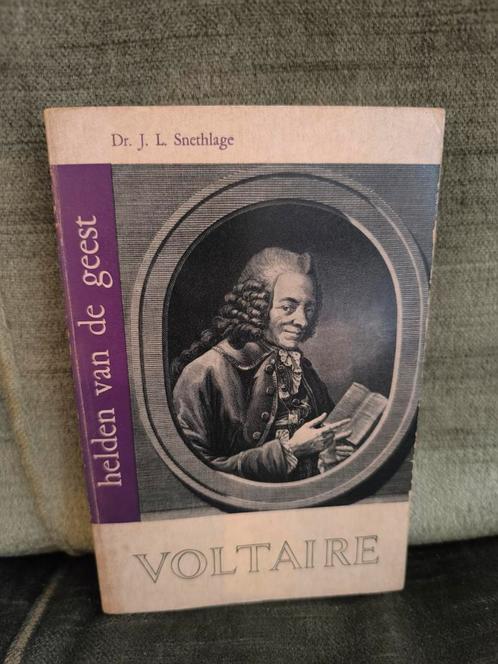 Dr. J. L. Snethlage
helden van de geest
VOLTAIRE